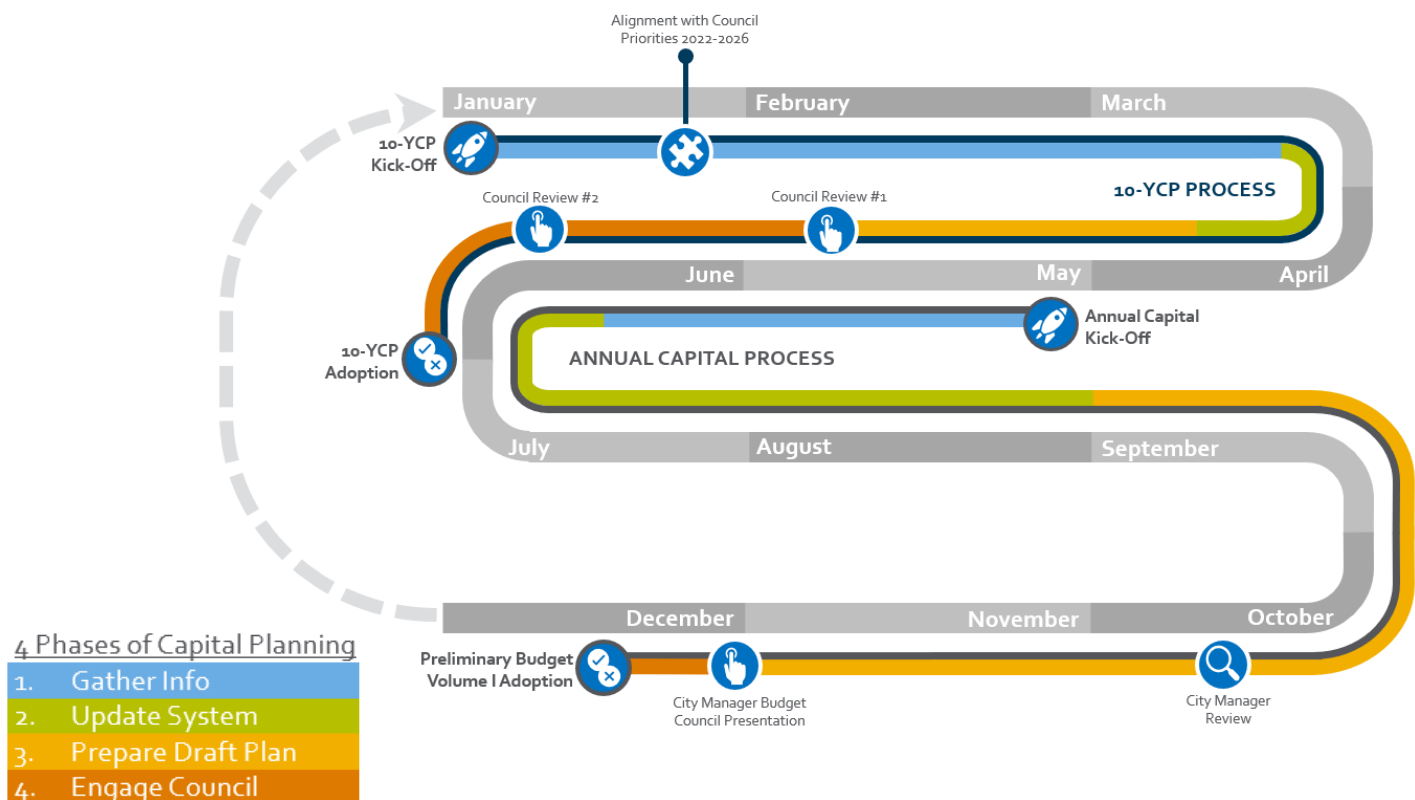 Alignment with Council
Priorities 2022-2026
January
February
March
10-YCP
Kick-Off
10-YCP PROCESS
Council Review #2
Council Review #1
June
May
April
Annual Capital
Kick-Off
10-YCP
Adoption
ANNUAL CAPITAL PROCESS
July
August
September
December
November
October
Preliminary Budget
Volume I Adoption
City Manager Budget
Council Presentation
City Manager
Review
4 Phases of Capital Planning
1. Gather Info
2. Update System
3. Prepare Draft Plan
4. Engage Council